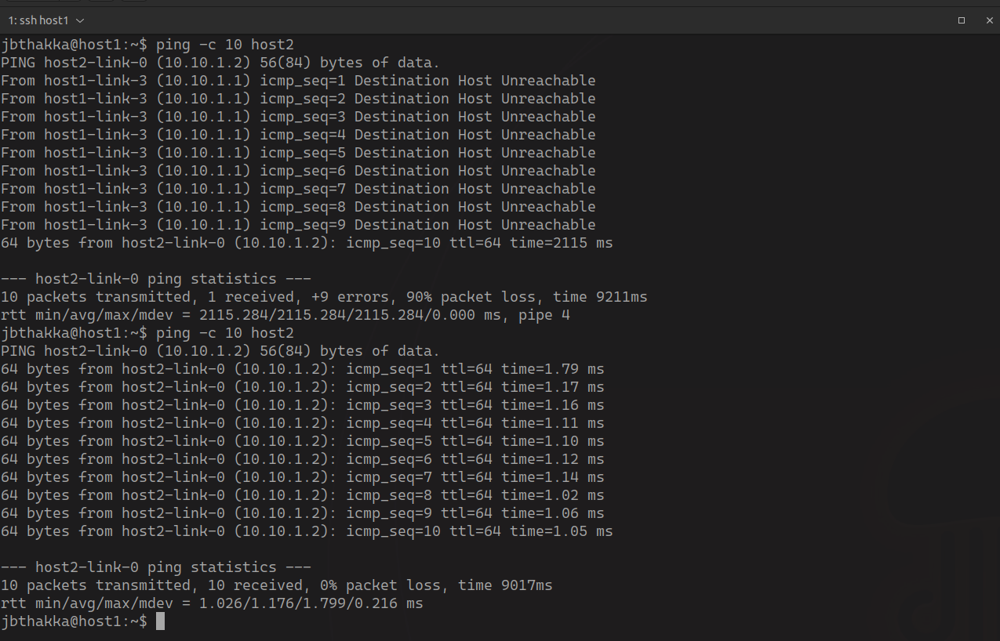 1: ssh host1
jbthakka@host1:~$ ping -c 10 host2
PING host2-link-0 (10.10.1.2) 56(84) bytes of data.
From host1-link-3 (10.10.1.1) icmp_seq=1 Destination Host Unreachable
From host1-link-3 (10.10.1.1) icmp_seq=2 Destination Host Unreachable
From host1-link-3 (10.10.1.1) icmp_seq=3 Destination Host Unreachable
From host1-link-3 (10.10.1.1) icmp_seq=4 Destination Host Unreachable
From host1-link-3 (10.10.1.1) icmp_seq=5 Destination Host Unreachable
From host1-link-3 (10.10.1.1) icmp_seq=6 Destination Host Unreachable
From host1-link-3 (10.10.1.1) icmp_seq=7 Destination Host Unreachable
From host1-link-3 (10.10.1.1) icmp_seq=8 Destination Host Unreachable
From host1-link-3 (10.10.1.1) icmp_seq=9 Destination Host Unreachable
64 bytes from host2-link-0 (10.10.1.2): icmp_seq=10 ttl=64 time=2115 ms

--- host2-link-0 ping statistics ---
10 packets transmitted, 1 received, +9 errors, 90% packet loss, time 9211ms
rtt min/avg/max/mdev = 2115.284/2115.284/2115.284/0.000 ms, pipe 4
jbthakka@host1:~$ ping -c 10 host2
PING host2-link-0 (10.10.1.2) 56(84) bytes of data.
64 bytes from host2-link-0 (10.10.1.2): icmp_seq=1 ttl=64 time=1.79 ms
64 bytes from host2-link-0 (10.10.1.2): icmp_seq=2 ttl=64 time=1.17 ms
64 bytes from host2-link-0 (10.10.1.2): icmp_seq=3 ttl=64 time=1.16 ms
64 bytes from host2-link-0 (10.10.1.2): icmp_seq=4 ttl=64 time=1.11 ms
64 bytes from host2-link-0 (10.10.1.2): icmp_seq=5 ttl=64 time=1.10 ms
64 bytes from host2-link-0 (10.10.1.2): icmp_seq=6 ttl=64 time=1.12 ms
64 bytes from host2-link-0 (10.10.1.2): icmp_seq=7 ttl=64 time=1.14 ms
64 bytes from host2-link-0 (10.10.1.2): icmp_seq=8 ttl=64 time=1.02 ms
64 bytes from host2-link-0 (10.10.1.2): icmp_seq=9 ttl=64 time=1.06 ms
64 bytes from host2-link-0 (10.10.1.2): icmp_seq=10 ttl=64 time=1.05 ms

--- host2-link-0 ping statistics ---
10 packets transmitted, 10 received, 0% packet loss, time 9017ms
rtt min/avg/max/mdev = 1.026/1.176/1.799/0.216 ms
jbthakka@host1:~$